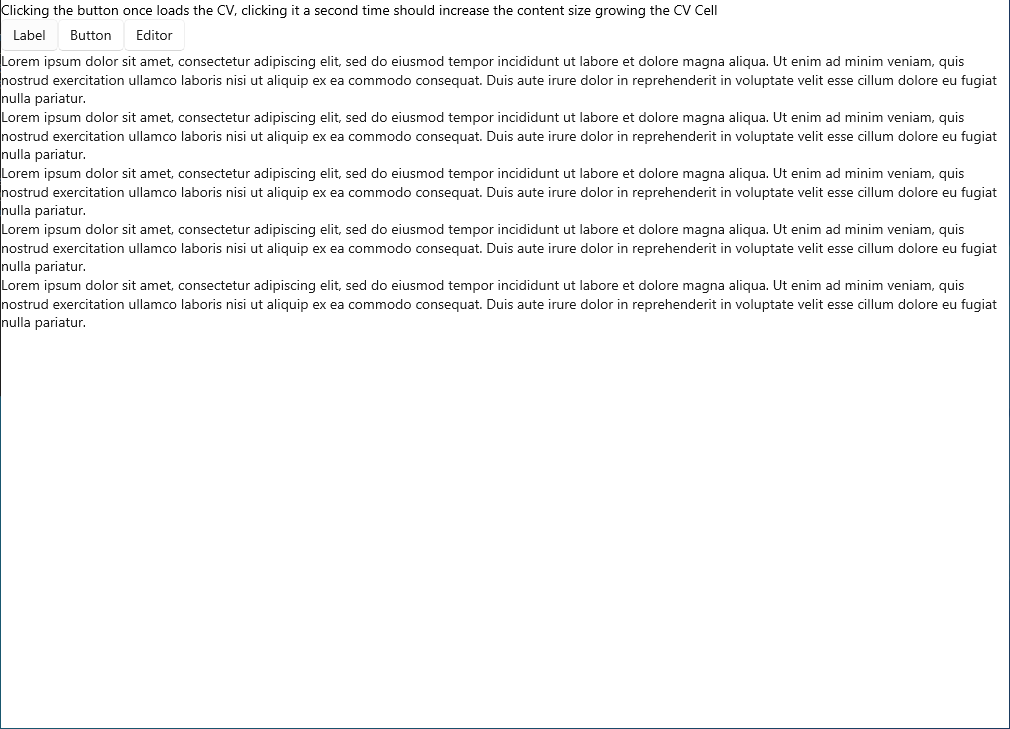 Clicking the button once loads the CV, clicking it a second time should increase the content size growing the CV Cell
Label Button Editor
Lorem ipsum dolor sit amet, consectetur adipiscing elit, sed do eiusmod tempor incididunt ut labore et dolore magna aliqua. Ut enim ad minim veniam, quis
nostrud exercitation ullamco laboris nisi ut aliquip ex ea commodo consequat. Duis aute irure dolor in reprehenderit in voluptate velit esse cillum dolore eu fugiat
nulla pariatur.
Lorem ipsum dolor sit amet, consectetur adipiscing elit, sed do eiusmod tempor incididunt ut labore et dolore magna aliqua. Ut enim ad minim veniam, quis
nostrud exercitation ullamco laboris nisi ut aliquip ex ea commodo consequat. Duis aute irure dolor in reprehenderit in voluptate velit esse cillum dolore eu fugiat
nulla pariatur.
Lorem ipsum dolor sit amet, consectetur adipiscing elit, sed do eiusmod tempor incididunt ut labore et dolore magna aliqua. Ut enim ad minim veniam, quis
nostrud exercitation ullamco laboris nisi ut aliquip ex ea commodo consequat. Duis aute irure dolor in reprehenderit in voluptate velit esse cillum dolore eu fugiat
nulla pariatur.
Lorem ipsum dolor sit amet, consectetur adipiscing elit, sed do eiusmod tempor incididunt ut labore et dolore magna aliqua. Ut enim ad minim veniam, quis
nostrud exercitation ullamco laboris nisi ut aliquip ex ea commodo consequat. Duis aute irure dolor in reprehenderit in voluptate velit esse cillum dolore eu fugiat
nulla pariatur.
Lorem ipsum dolor sit amet, consectetur adipiscing elit, sed do eiusmod tempor incididunt ut labore et dolore magna aliqua. Ut enim ad minim veniam, quis
nostrud exercitation ullamco laboris nisi ut aliquip ex ea commodo consequat. Duis aute irure dolor in reprehenderit in voluptate velit esse cillum dolore eu fugiat
nulla pariatur.